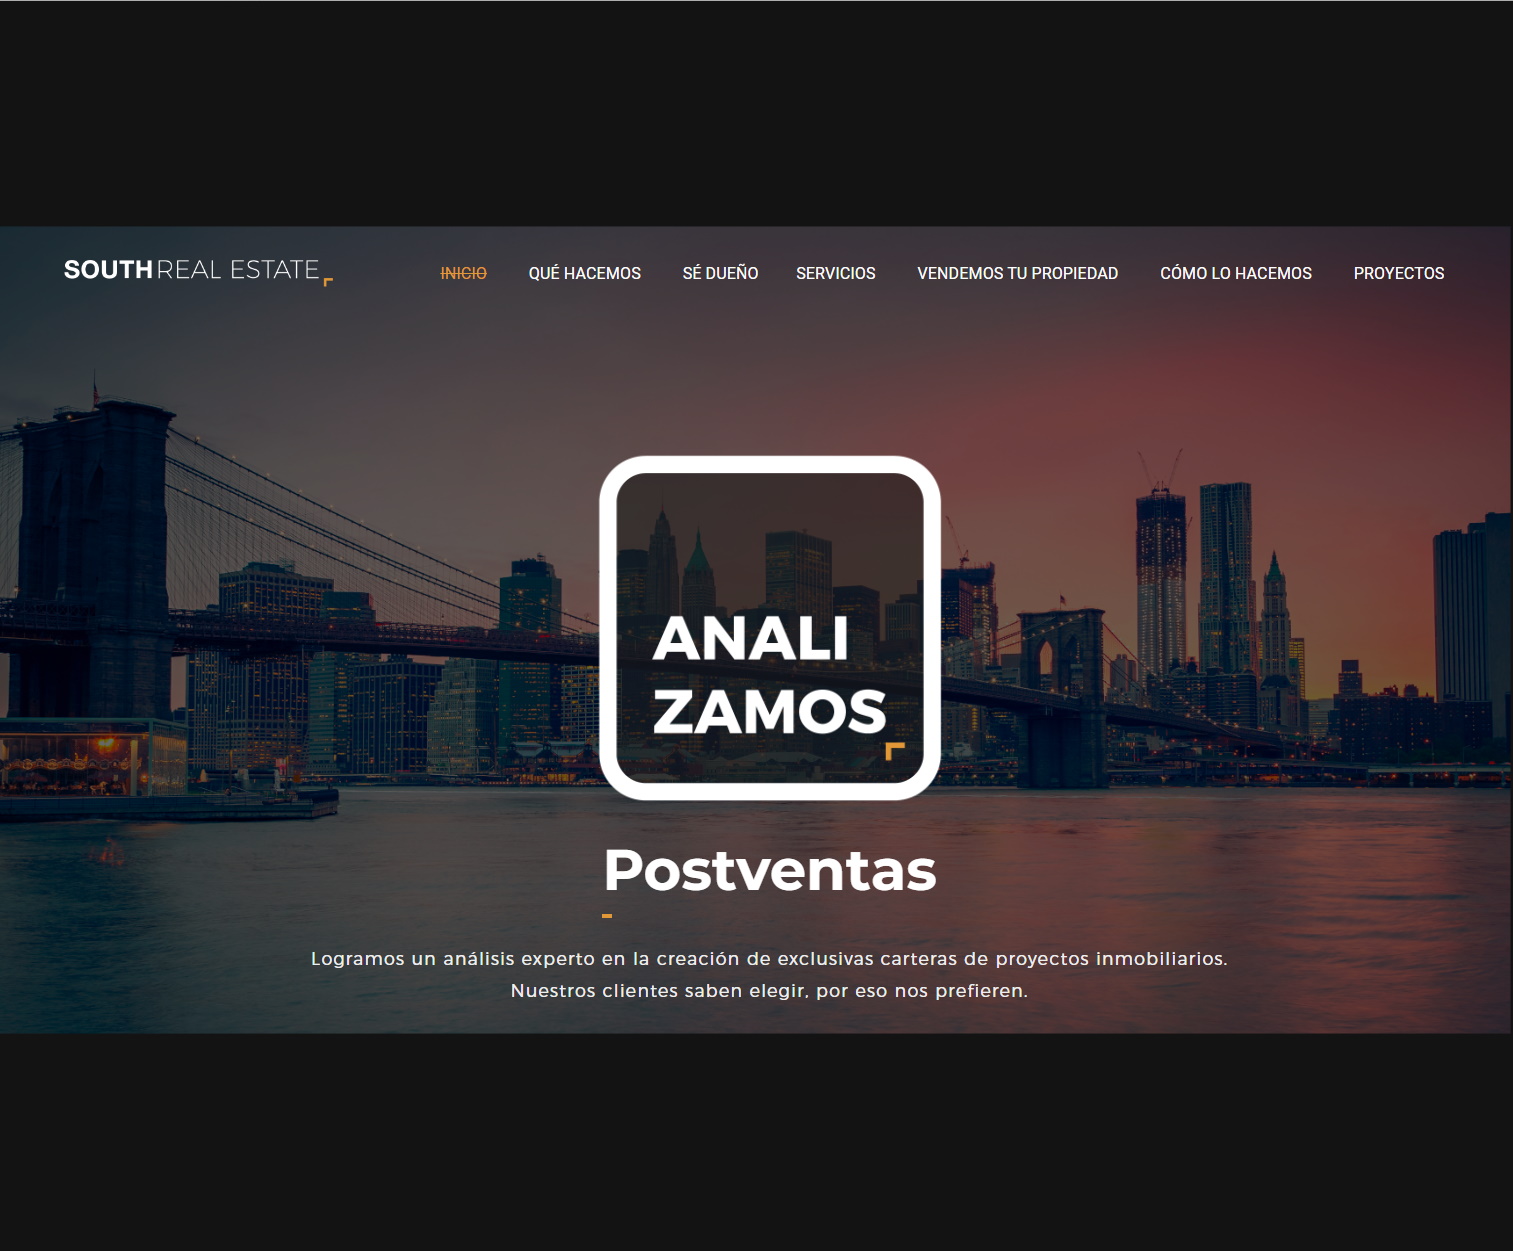 SOUTH REAL ESTATE
INICIO QUÉ HACEMOS SÉ DUEÑO SERVICIOS VENDEMOS TU PROPIEDAD CÓMO LO HACEMOS PROYECTOS
ANALI
ZAMOS
Postventas
Logramos un análisis experto en la creación de exclusivas carteras de proyectos inmobiliarios.
Nuestros clientes saben elegir, por eso nos prefieren.